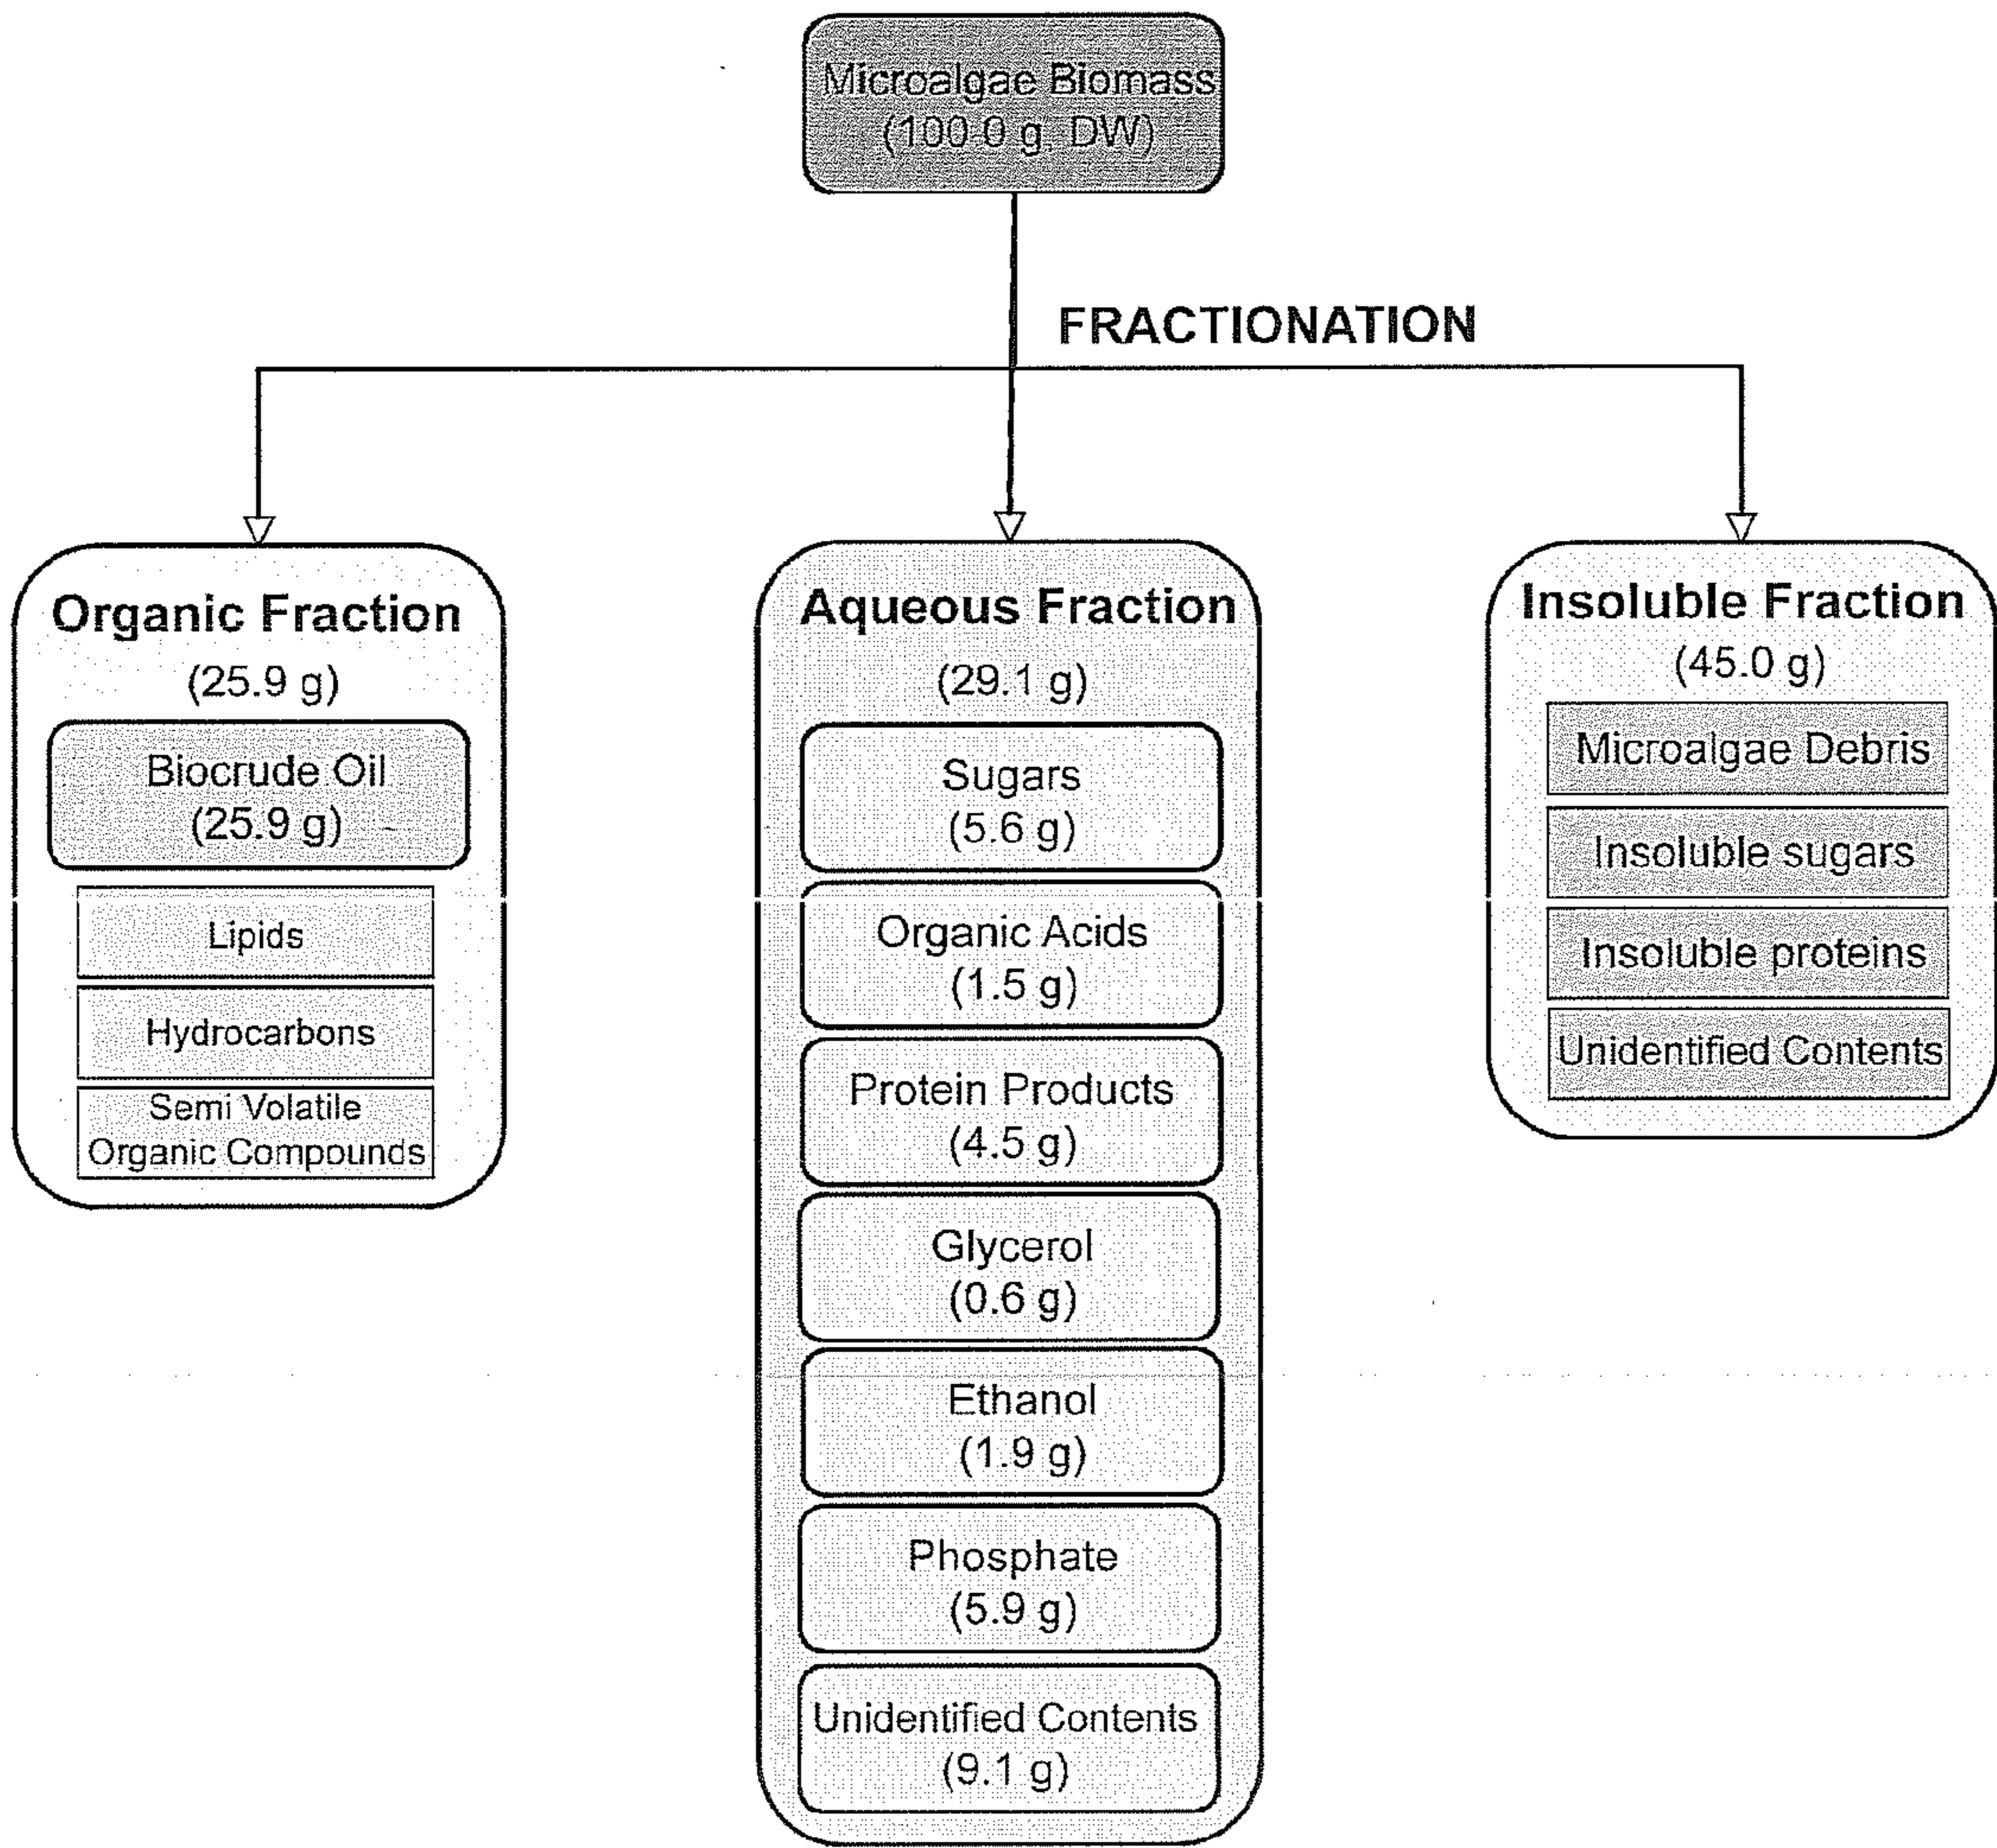 Microalgae Biomass
(100.0 g, DW)
FRACTIONATION
Organic Fraction
(25.9 g)
Biocrude Oil
(25.9 g)
Lipids
Hydrocarbons
Semi Volatile
Organic Compounds
Aqueous Fraction
(29.1 g)
Sugars
(5.6 g)
Organic Acids
(1.5 g)
Protein Products
(4.5 g)
Glycerol
(0.6 g)
Ethanol
(1.9 g)
Phosphate
(5.9 g)
Unidentified Contents
(9.1 g)
Insoluble Fraction
(45.0 g)
Microalgae Debris
Insoluble sugars
Insoluble proteins
Unidentified Contents